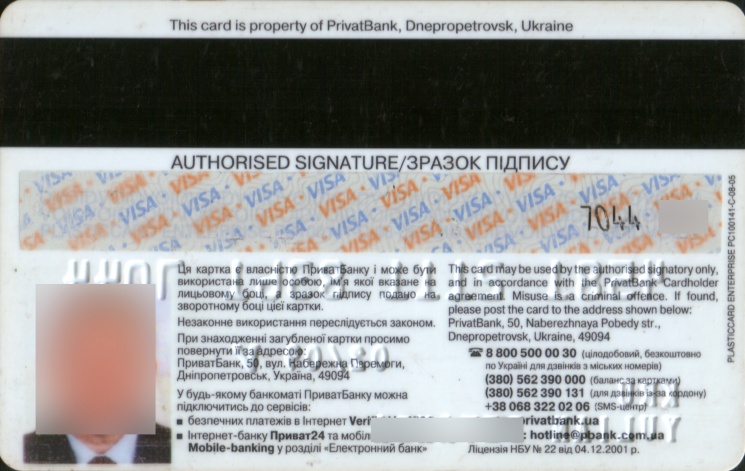 This card is property of PrivatBank, Dnepropetrovsk, Ukraine
AUTHORISED SIGNATURE/ЗРАЗОК ПІДПИСУ
VISA VISA VISA VISA VISA VISA
7044
PLASTICCARD ENTERPRISE PC100141-C-08-05
Ця картка є власністю ПриватБанку і може бути
використана лише особою, ім'я якої вказане на
лицьовому боці, а зразок підпису подано на
зворотному боці цієї картки.
Незаконне використання переслідується законом.
При знаходженні загубленої картки просимо
повернути її за адресою:
ПриватБанк, 50, вул. Набережна Перемоги,
Дніпропетровськ, Україна, 49094
У будь-якому банкоматі ПриватБанку можна
підключитись до сервісів:
▪ безпечних платежів в Інтернет
▪ Інтернет-банку Приват24 та
Mobile-banking у розділі «Електронний банк»
This card may be used by the authorised signatory only,
and in accordance with the PrivatBank Cardholder
agreement. Misuse is a criminal offence. If found,
please post the card to the address shown below:
PrivatBank, 50, Naberezhnaya Pobedy str.,
Dnepropetrovsk, Ukraine, 49094
☎ 8 800 500 00 30 (цілодобовий, безкоштовно
по Україні для дзвінків з міських номерів)
(380) 562 390 000 (баланс за картками)
(380) 562 390 131 (для дзвінків із-за кордону)
+38 068 322 02 06 (SMS-центр)
privatbank.ua
hotline@pbank.com.ua
Ліцензія НБУ № 22 від 04.12.2001 р.